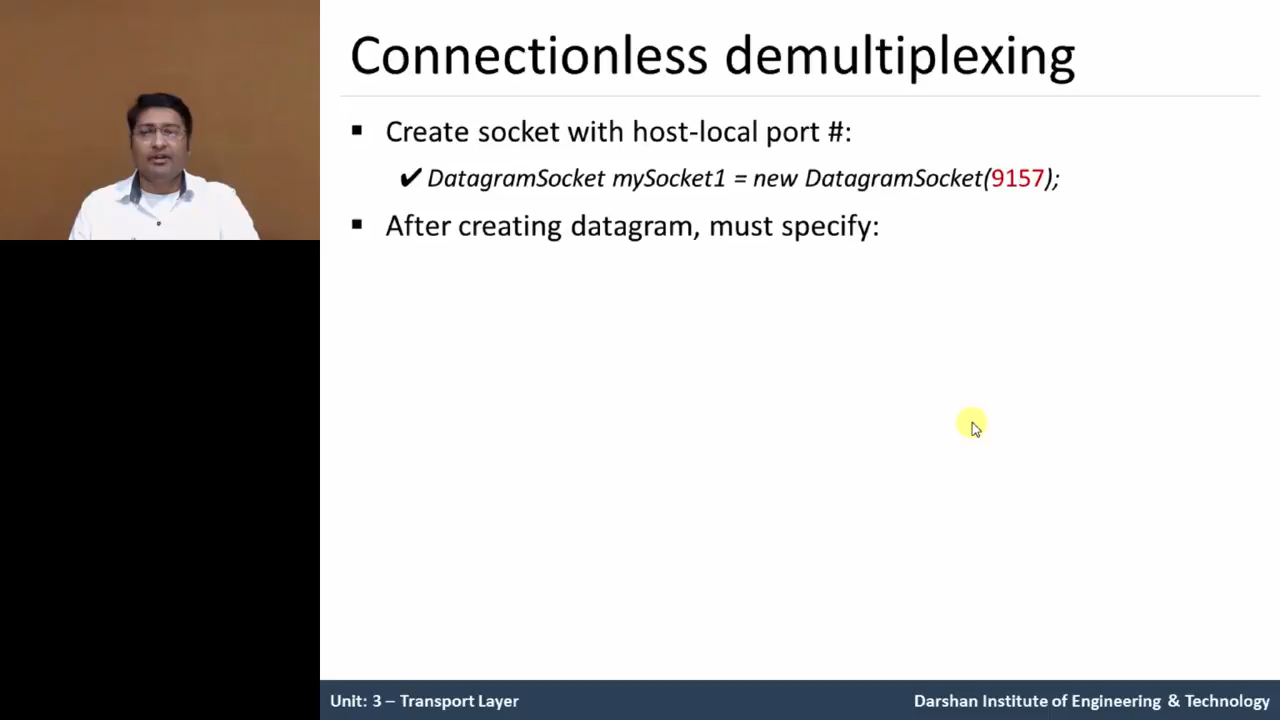 Connectionless demultiplexing
▪ Create socket with host-local port #:
✔ DatagramSocket mySocket1 = new DatagramSocket(9157);
▪ After creating datagram, must specify:
Unit: 3 – Transport Layer
Darshan Institute of Engineering & Technology